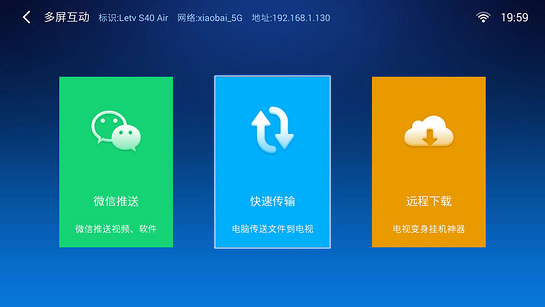 多屏互动 标识:Letv S40 Air 网络:xiaobai_5G 地址:192.168.1.130 19:59
微信推送 快速传输 远程下载
微信推送视频、软件 电脑传送文件到电视 电视变身挂机神器